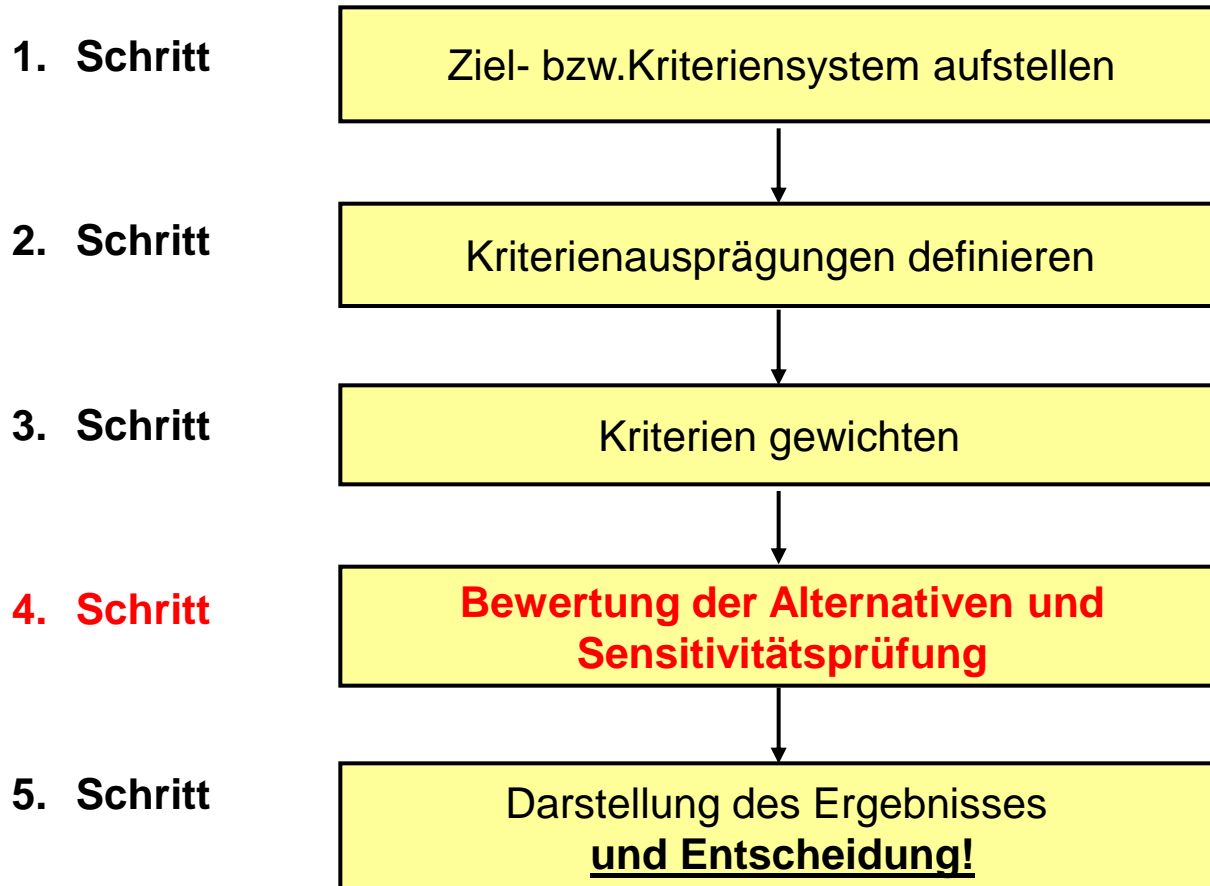 1. Schritt
Ziel- bzw.Kriteriensystem aufstellen
2. Schritt
Kriterienausprägungen definieren
3. Schritt
Kriterien gewichten
4. Schritt
Bewertung der Alternativen und
Sensitivitätsprüfung
5. Schritt
Darstellung des Ergebnisses
und Entscheidung!